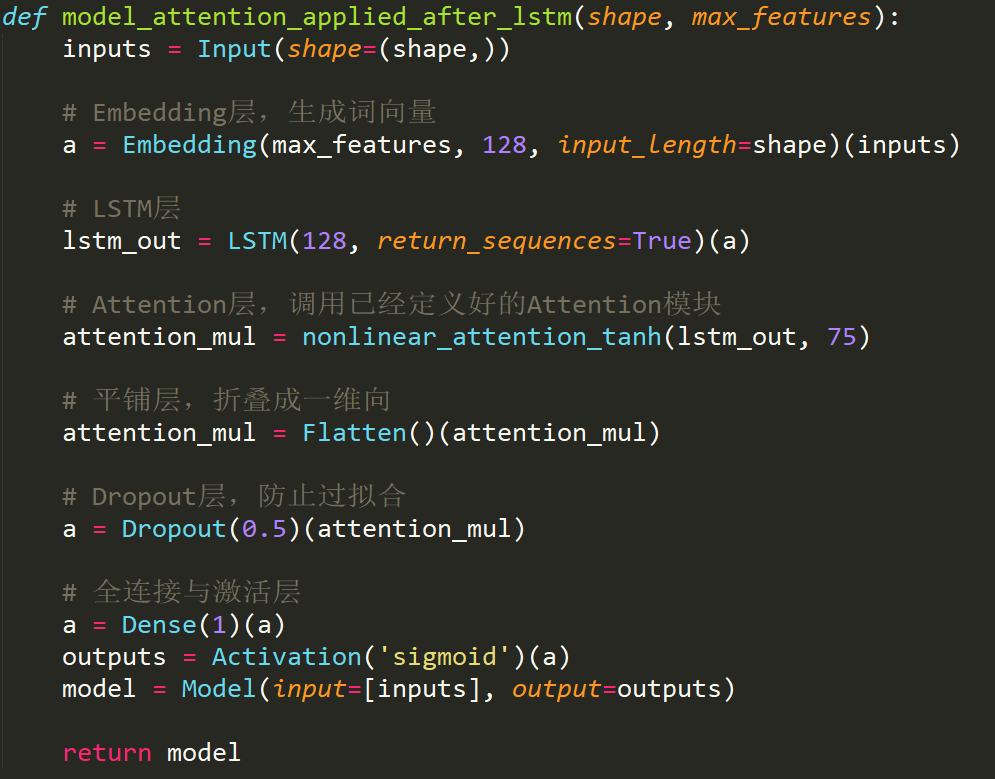 def model_attention_applied_after_lstm(shape, max_features):
    inputs = Input(shape=(shape,))
    # Embedding层，生成词向量
    a = Embedding(max_features, 128, input_length=shape)(inputs)
    # LSTM层
    lstm_out = LSTM(128, return_sequences=True)(a)
    # Attention层，调用已经定义好的Attention模块
    attention_mul = nonlinear_attention_tanh(lstm_out, 75)
    # 平铺层，折叠成一维向
    attention_mul = Flatten()(attention_mul)
    # Dropout层，防止过拟合
    a = Dropout(0.5)(attention_mul)
    # 全连接与激活层
    a = Dense(1)(a)
    outputs = Activation('sigmoid')(a)
    model = Model(input=[inputs], output=outputs)
    return model